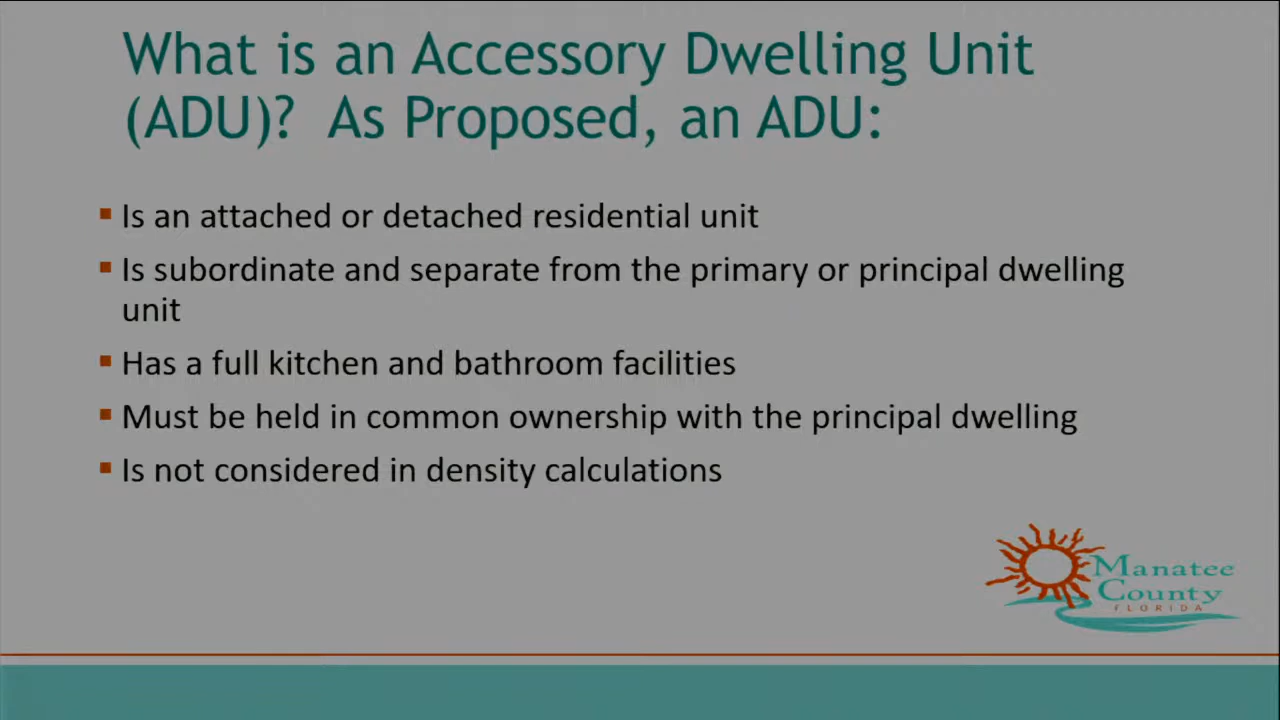 What is an Accessory Dwelling Unit
(ADU)? As Proposed, an ADU:
Is an attached or detached residential unit
Is subordinate and separate from the primary or principal dwelling
unit
Has a full kitchen and bathroom facilities
Must be held in common ownership with the principal dwelling
Is not considered in density calculations
Manatee
County
FLORIDA